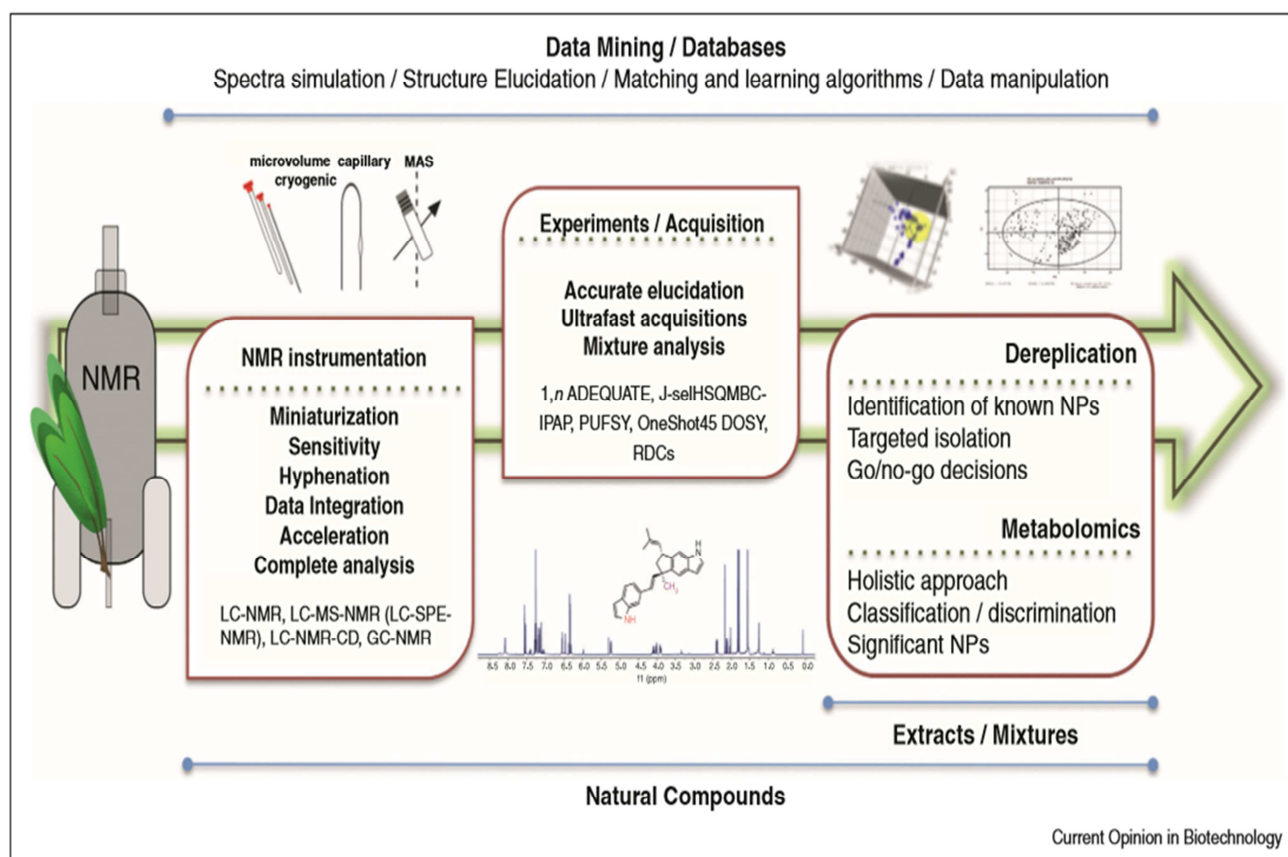 Data Mining / Databases
Spectra simulation / Structure Elucidation / Matching and learning algorithms / Data manipulation
microvolume capillary
cryogenic
MAS
NMR
NMR instrumentation
Miniaturization
Sensitivity
Hyphenation
Data Integration
Acceleration
Complete analysis
LC-NMR, LC-MS-NMR (LC-SPE-
NMR), LC-NMR-CD, GC-NMR
Experiments / Acquisition
Accurate elucidation
Ultrafast acquisitions
Mixture analysis
1,n ADEQUATE, J-selHSQMBC-
IPAP, PUFSY, OneShot45 DOSY,
RDCs
H
N
CH3
NH
8.5 8.0 7.5 7.0 6.5 6.0 5.5 5.0 4.5 4.0 3.5 3.0 2.5 2.0 1.5 1.0 0.5 0.0
f1 (ppm)
Dereplication
Identification of known NPs
Targeted isolation
Go/no-go decisions
Metabolomics
Holistic approach
Classification / discrimination
Significant NPs
Extracts / Mixtures
Natural Compounds
Current Opinion in Biotechnology